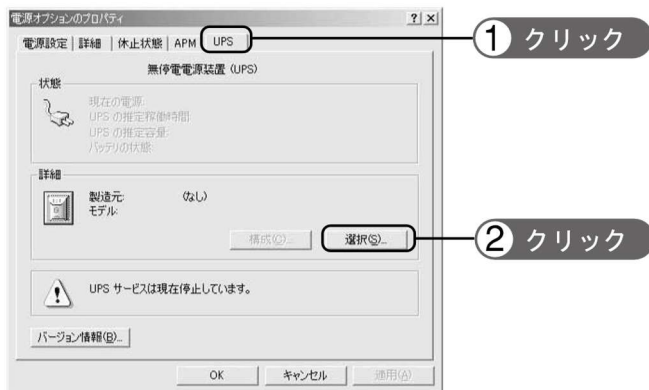 電源オプションのプロパティ
電源設定 詳細 休止状態 APM UPS
① クリック
無停電電源装置 (UPS)
状態
現在の電源:
UPS の推定稼働時間:
UPS の推定容量:
バッテリの状態:
詳細
製造元: (なし)
モデル:
構成(C)... 選択(S)...
② クリック
UPS サービスは現在停止しています。
バージョン情報(B)...
OK キャンセル 適用(A)